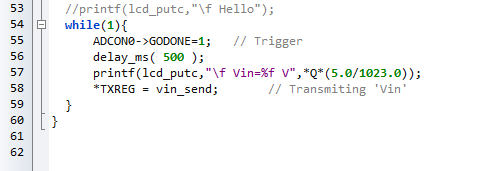 53 //printf(lcd_putc,"\f Hello");
54 while(1){
55 ADCON0->GODONE=1; // Trigger
56 delay_ms( 500 );
57 printf(lcd_putc,"\f Vin=%f V",*Q*(5.0/1023.0));
58 *TXREG = vin_send; // Transmiting 'Vin'
59 }
60 }
61
62